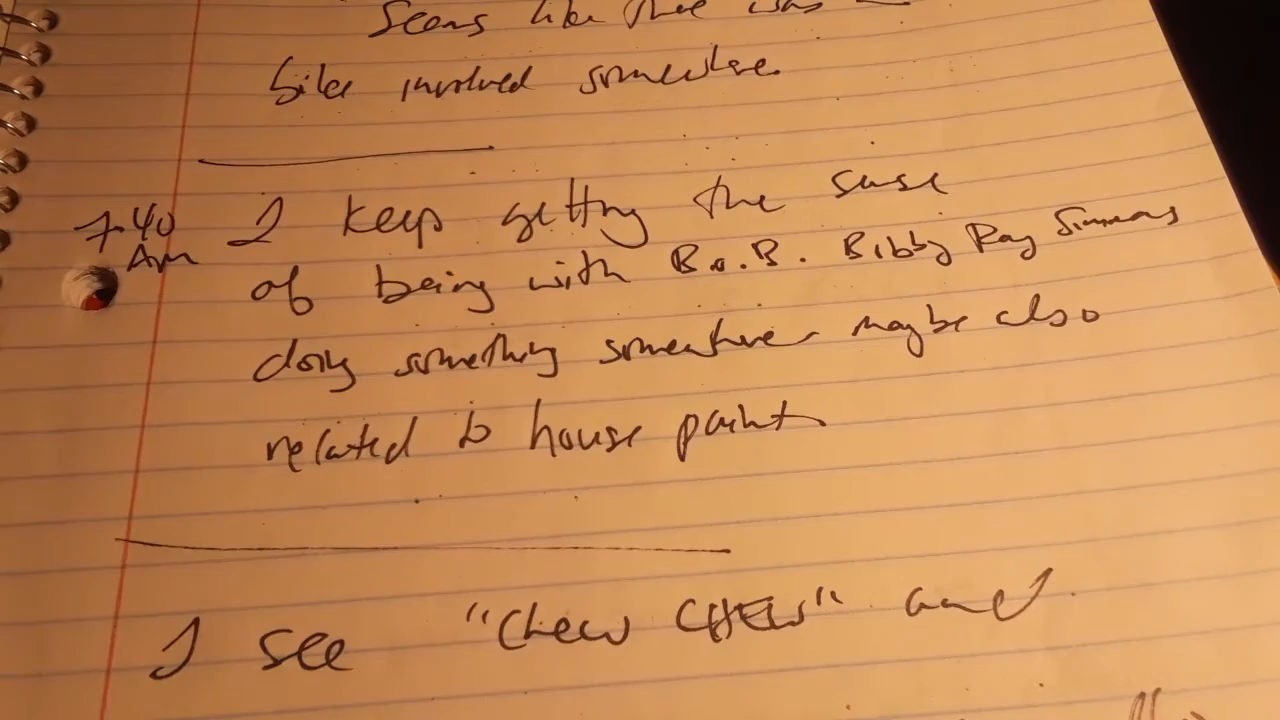 Seems like there was a
bike involved somewhere.
7:40 I keep getting the sense
AM
of being with B.o.B. Bibby Ray Simmons
doing something somewhere maybe also
related to house paint
I see "Chew CHEW" and